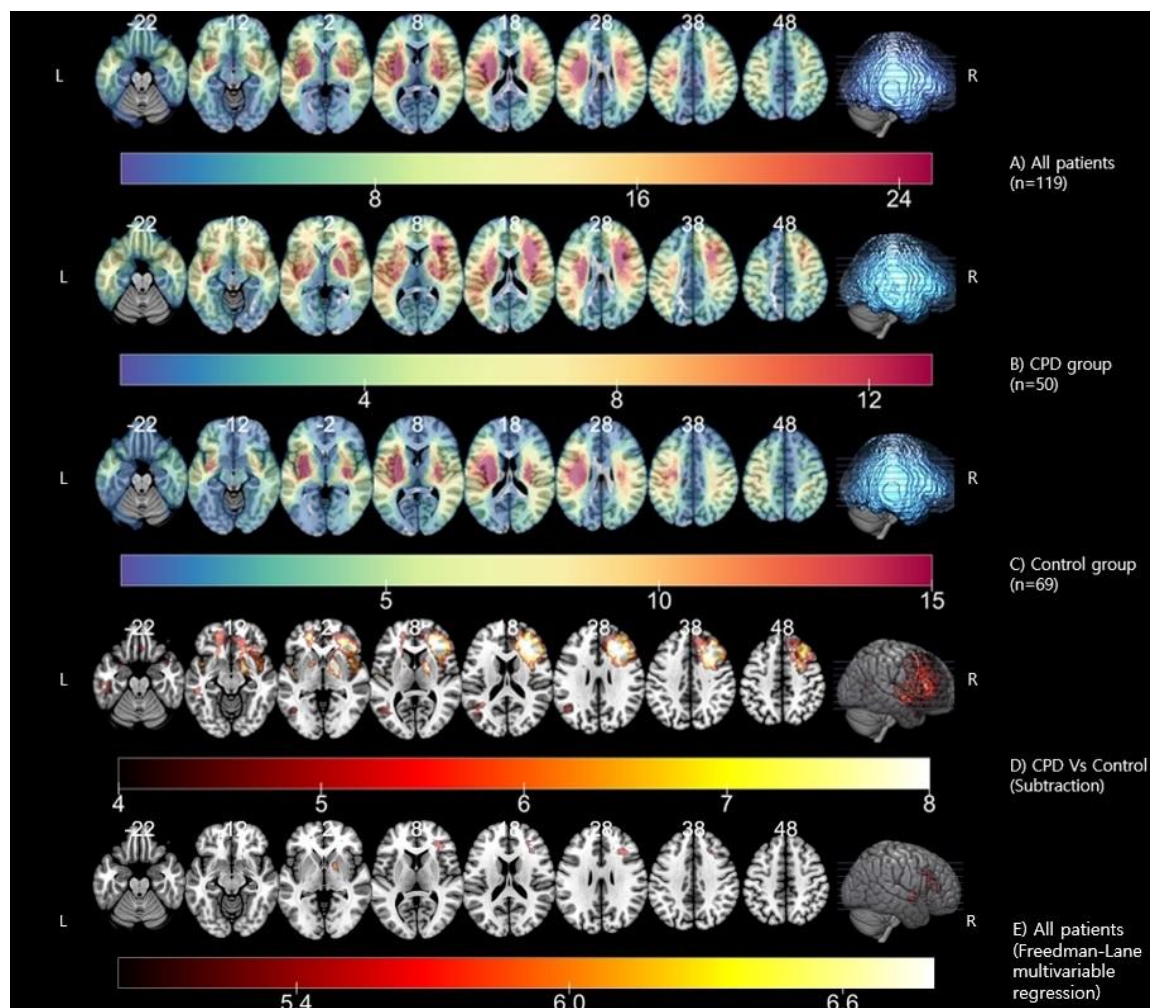 -22 -12 -2 8 18 28 38 48
L R
A) All patients
(n=119)
8 16 24
-22 -12 -2 8 18 28 38 48
L R
B) CPD group
(n=50)
4 8 12
-22 -12 -2 8 18 28 38 48
L R
C) Control group
(n=69)
5 10 15
-22 -12 -2 8 18 28 38 48
L R
D) CPD Vs Control
(Subtraction)
4 5 6 7 8
-22 -12 -2 8 18 28 38 48
L R
E) All patients
(Freedman-Lane
multivariable
regression)
5.4 6.0 6.6